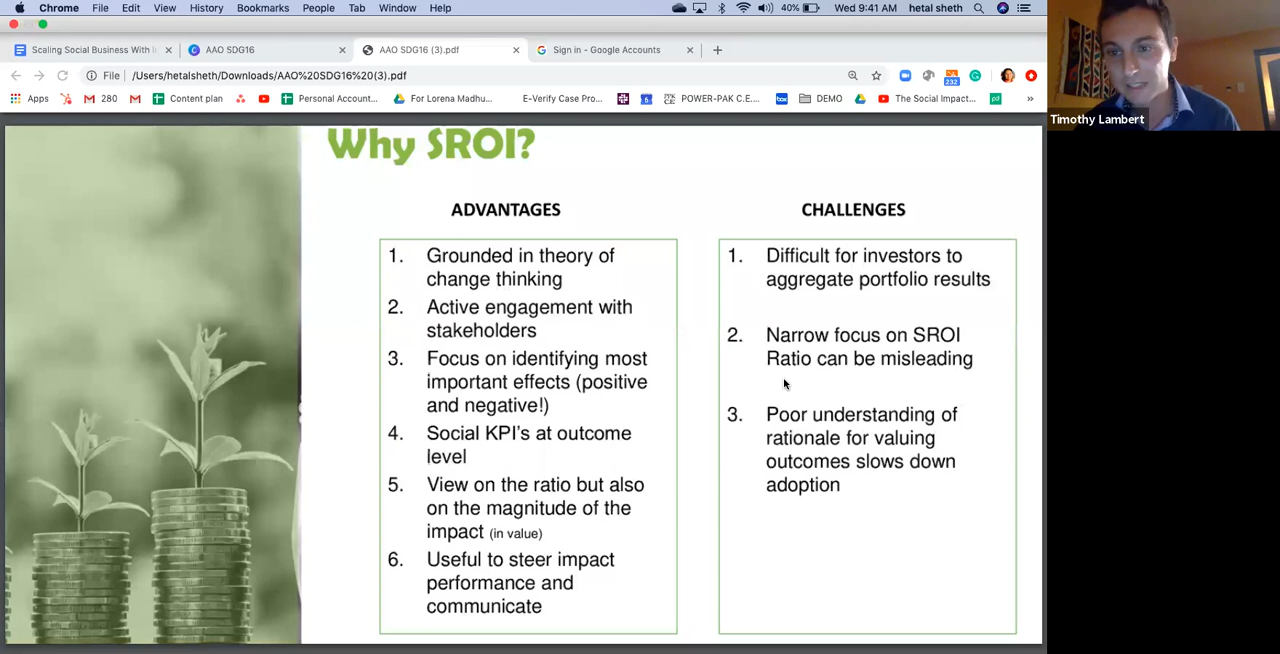 Chrome File Edit View History Bookmarks People Tab Window Help 40% Wed 9:41 AM hetal sheth
Scaling Social Business With I AAO SDG16 AAO SDG16 (3).pdf Sign in - Google Accounts
File /Users/hetalsheth/Downloads/AAO%20SDG16%20(3).pdf 232
Apps 280 Content plan Personal Account... For Lorena Madhu... E-Verify Case Pro... POWER-PAK C.E.... box DEMO The Social Impact... »
Timothy Lambert
Why SROI?
ADVANTAGES
1. Grounded in theory of
change thinking
2. Active engagement with
stakeholders
3. Focus on identifying most
important effects (positive
and negative!)
4. Social KPI's at outcome
level
5. View on the ratio but also
on the magnitude of the
impact (in value)
6. Useful to steer impact
performance and
communicate
CHALLENGES
1. Difficult for investors to
aggregate portfolio results
2. Narrow focus on SROI
Ratio can be misleading
3. Poor understanding of
rationale for valuing
outcomes slows down
adoption